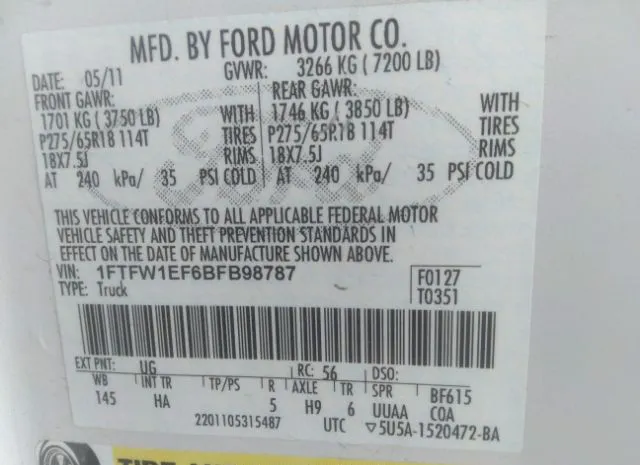 MFD. BY FORD MOTOR CO.
DATE: 05/11 GVWR: 3266 KG ( 7200 LB)
FRONT GAWR: REAR GAWR:
1701 KG ( 3750 LB) WITH 1746 KG ( 3850 LB) WITH
P275/65R18 114T TIRES P275/65R18 114T TIRES
18X7.5J RIMS 18X7.5J RIMS
AT 240 kPa/ 35 PSI COLD AT 240 kPa/ 35 PSI COLD
THIS VEHICLE CONFORMS TO ALL APPLICABLE FEDERAL MOTOR
VEHICLE SAFETY AND THEFT PREVENTION STANDARDS IN
EFFECT ON THE DATE OF MANUFACTURE SHOWN ABOVE.
VIN: 1FTFW1EF6BFB98787 F0127
TYPE: Truck T0351
EXT PNT: UG RC: 56 DSO:
WB INT TR TP/PS R AXLE TR SPR BF615
145 HA 5 H9 6 UUAA COA
2201105315487 UTC ▽5U5A-1520472-BA